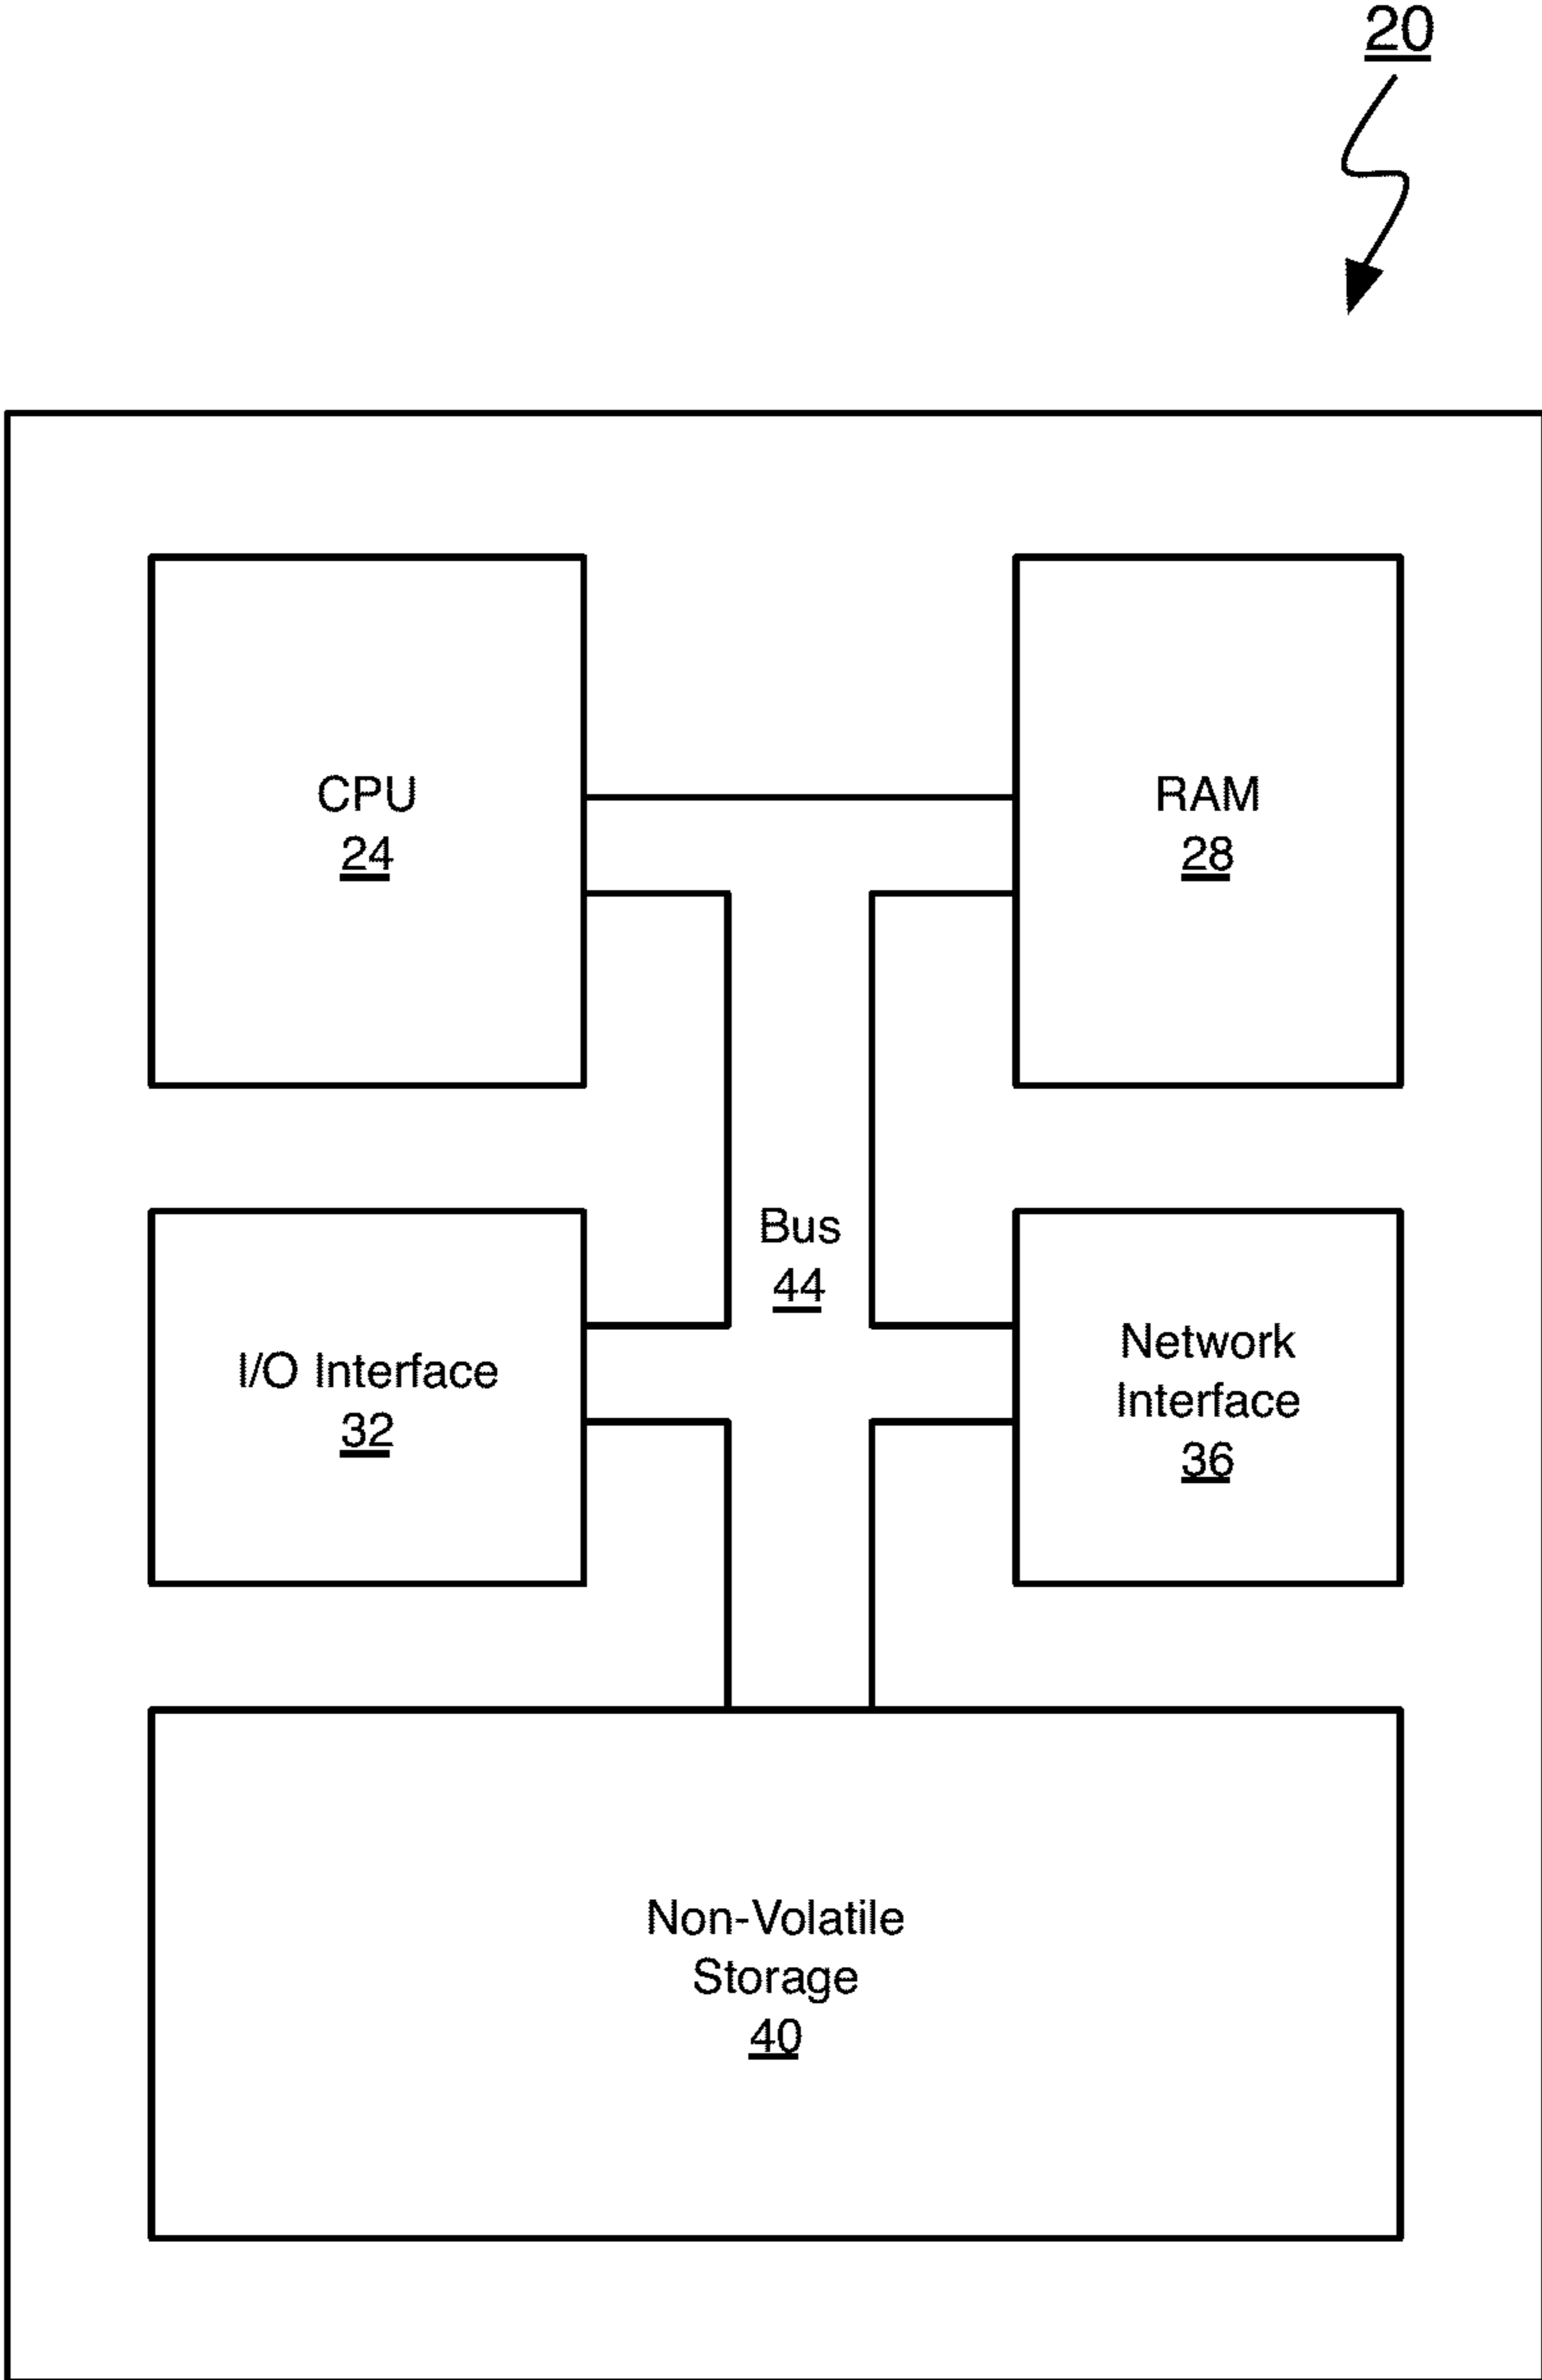 20
CPU
24
RAM
28
Bus
44
I/O Interface
32
Network
Interface
36
Non-Volatile
Storage
40